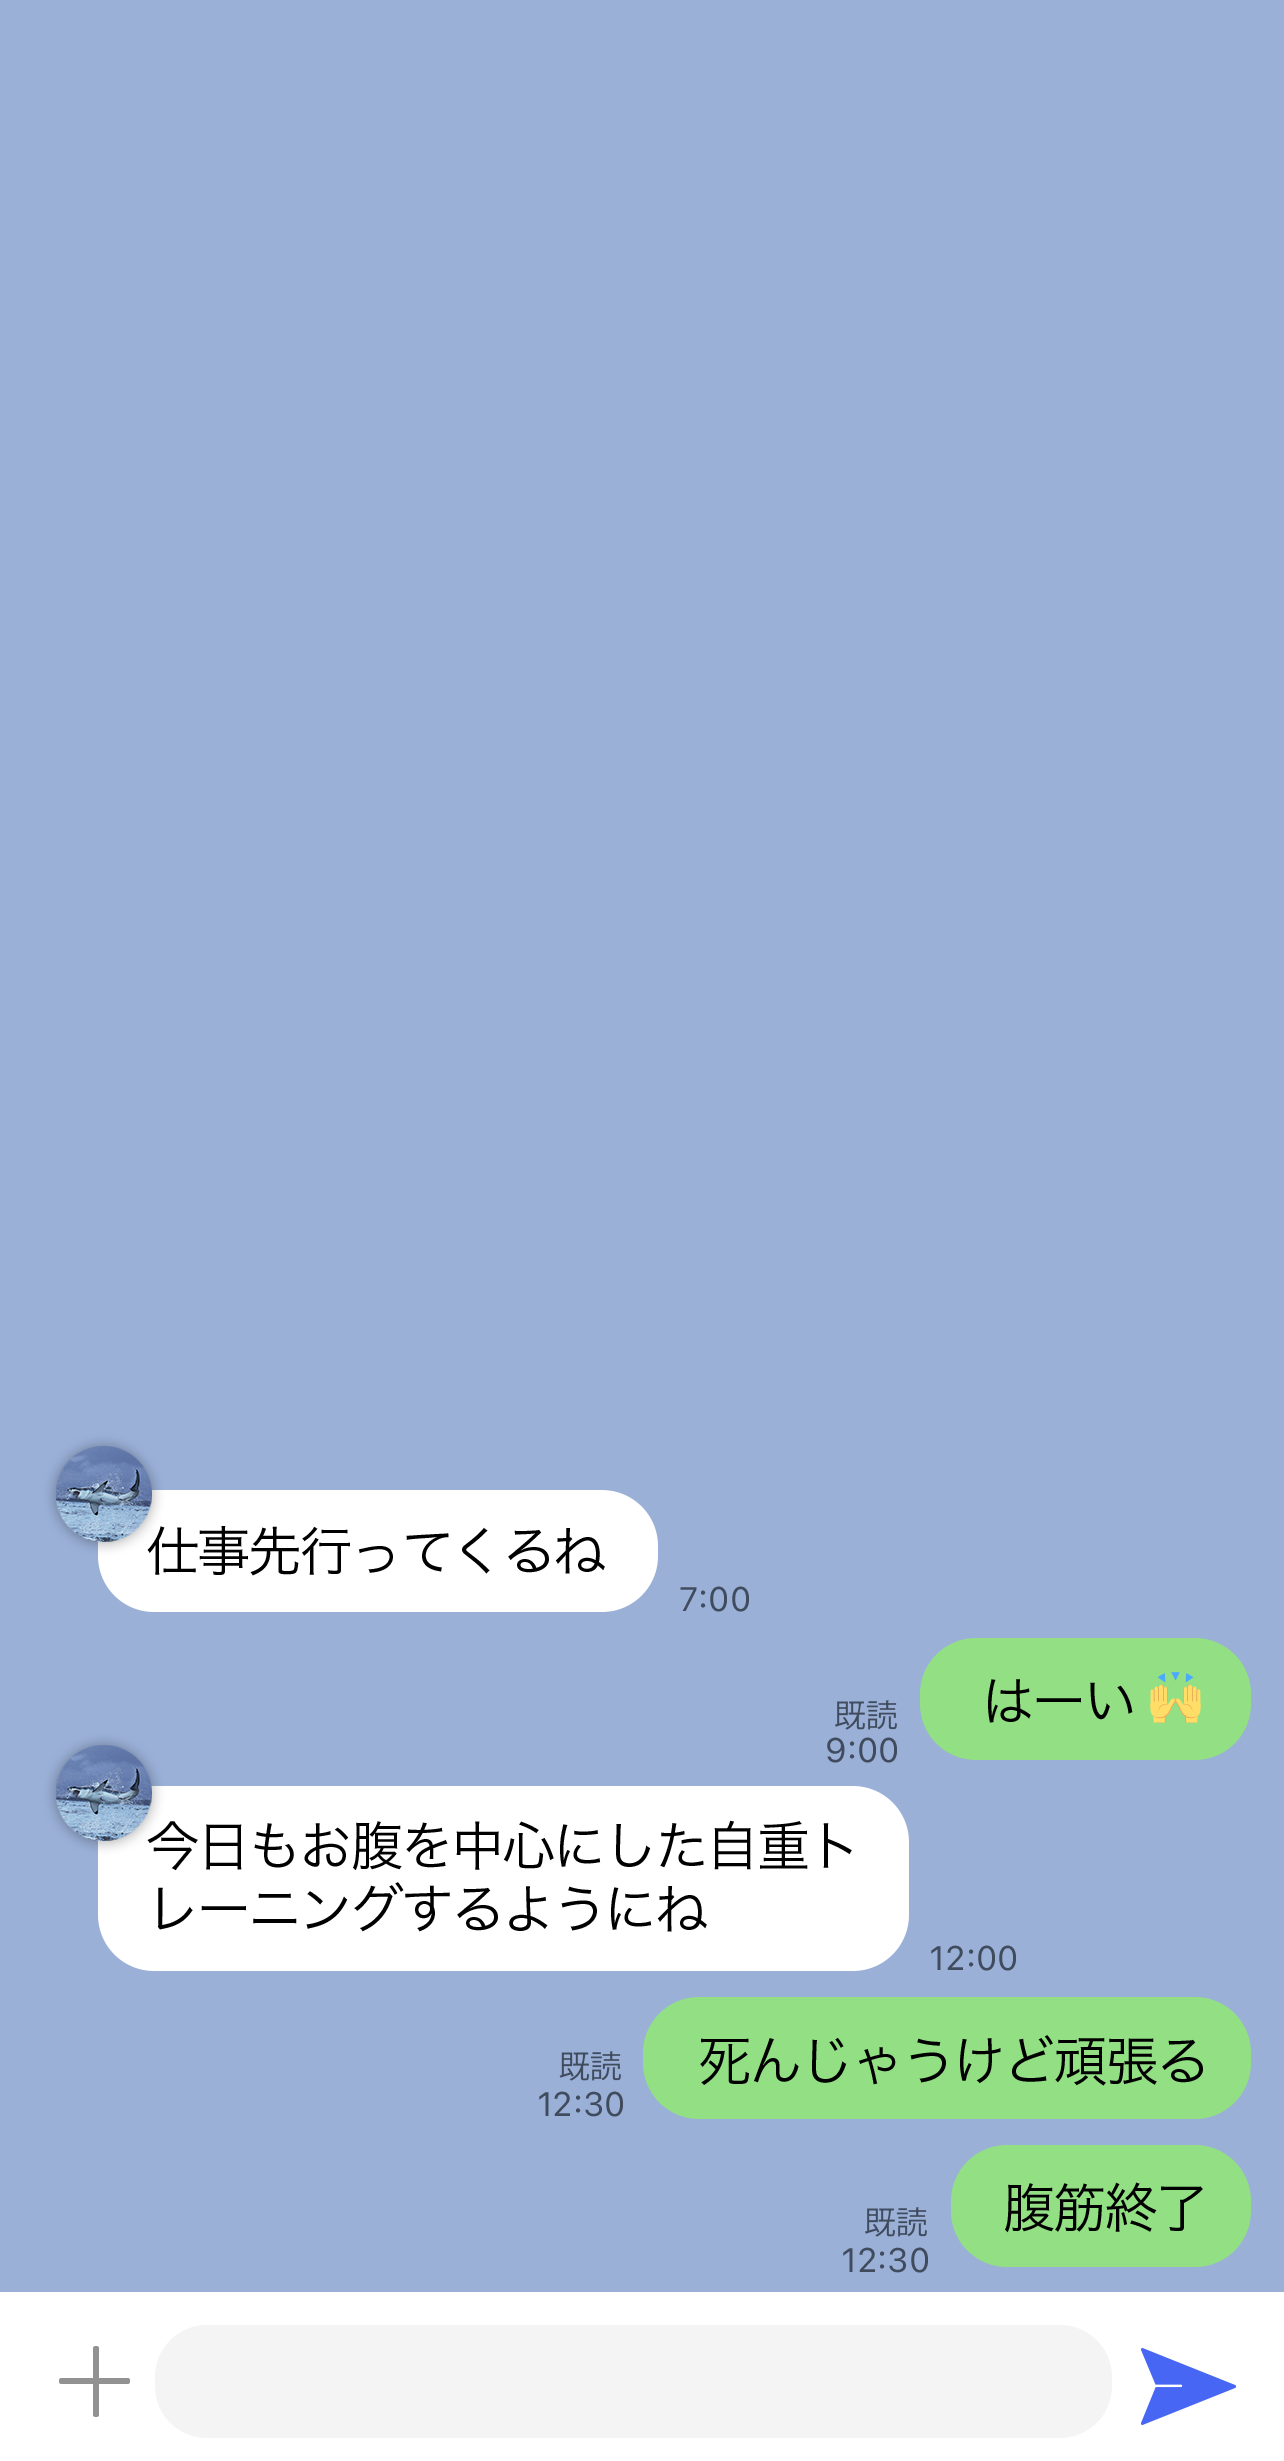 仕事先行ってくるね
7:00
はーい🙌
既読
9:00
今日もお腹を中心にした自重ト
レーニングするようにね
12:00
死んじゃうけど頑張る
既読
12:30
腹筋終了
既読
12:30